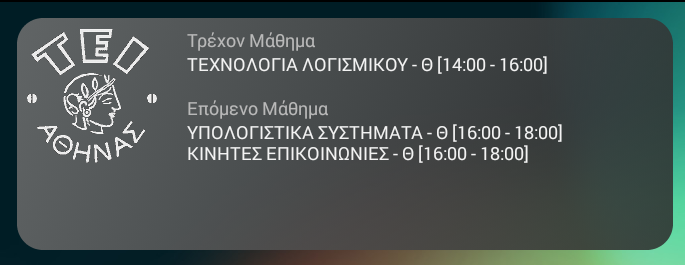 ΤΕΙ
ΑΘΗΝΑΣ
Τρέχον Μάθημα
ΤΕΧΝΟΛΟΓΙΑ ΛΟΓΙΣΜΙΚΟΥ - Θ [14:00 - 16:00]
Επόμενο Μάθημα
ΥΠΟΛΟΓΙΣΤΙΚΑ ΣΥΣΤΗΜΑΤΑ - Θ [16:00 - 18:00]
ΚΙΝΗΤΕΣ ΕΠΙΚΟΙΝΩΝΙΕΣ - Θ [16:00 - 18:00]